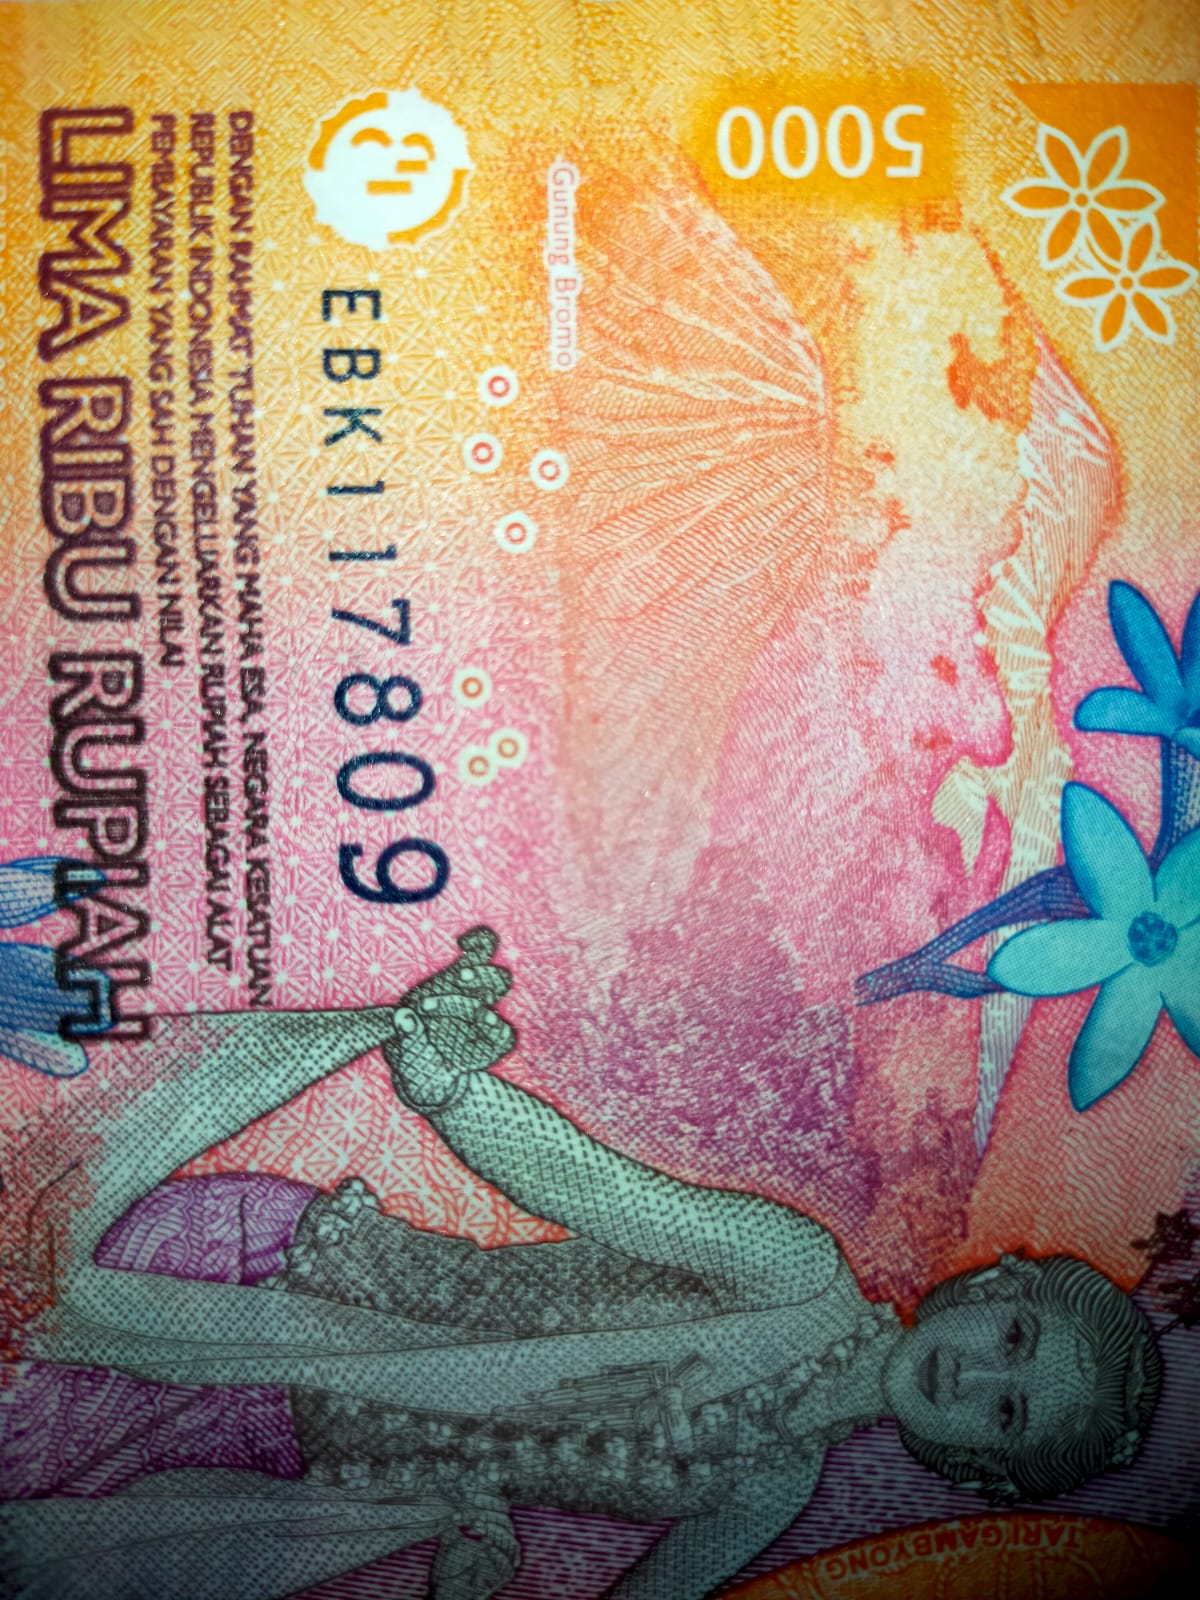 TARI GAMBYONG
5000
Gunung Bromo
EBK117809
DENGAN RAHMAT TUHAN YANG MAHA ESA, NEGARA KESATUAN
REPUBLIK INDONESIA MENGELUARKAN RUPIAH SEBAGAI ALAT
PEMBAYARAN YANG SAH DENGAN NILAI
LIMA RIBU RUPIAH